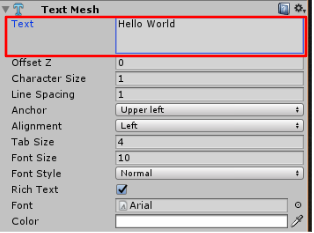 Text Mesh
Text Hello World
Offset Z 0
Character Size 1
Line Spacing 1
Anchor Upper left
Alignment Left
Tab Size 4
Font Size 10
Font Style Normal
Rich Text
Font Arial
Color